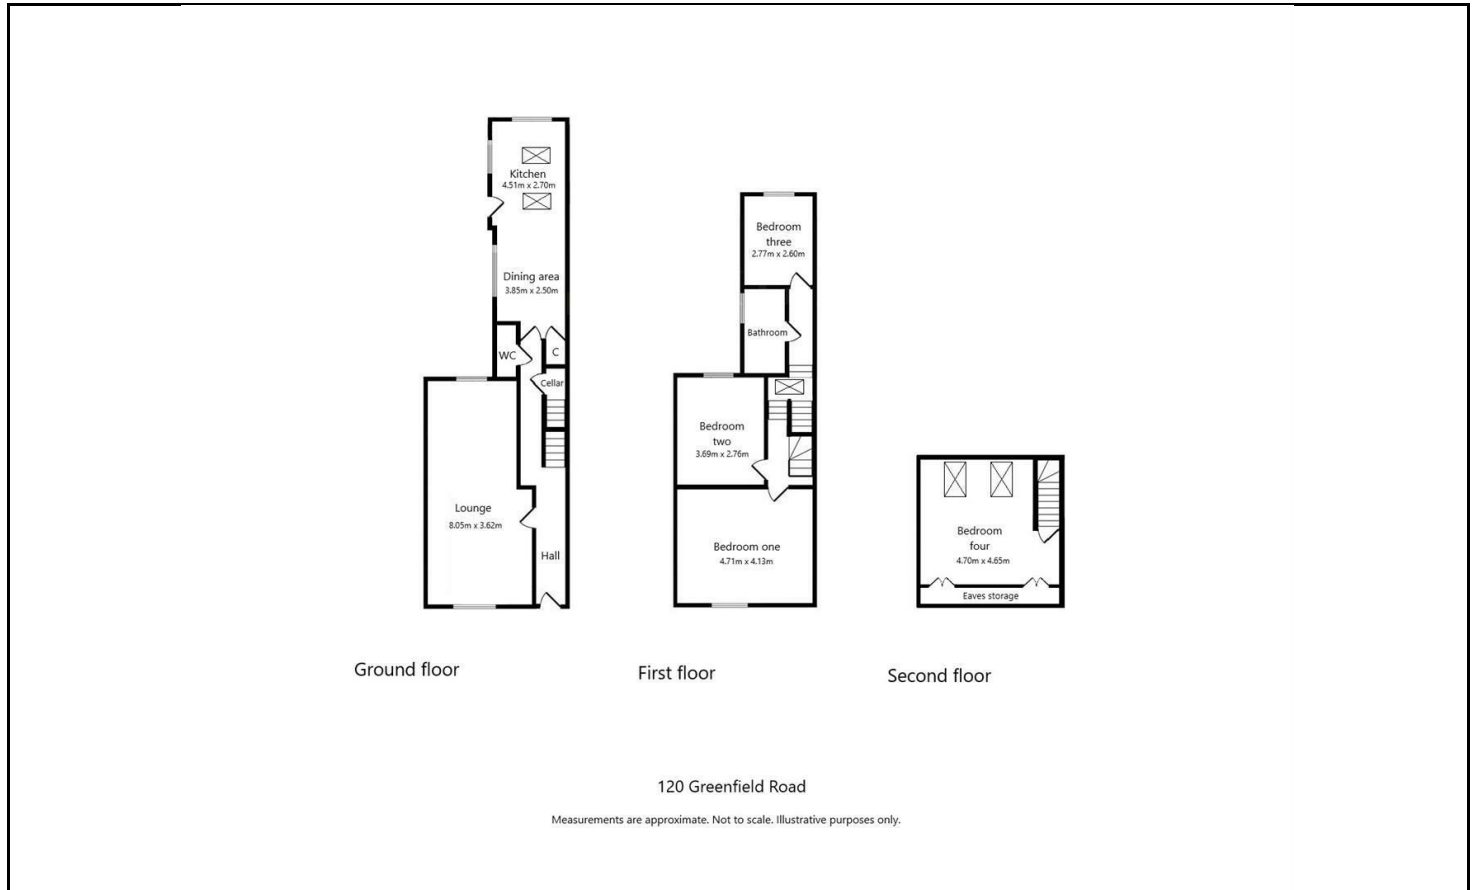 Kitchen
4.51m x 2.70m
Dining area
3.85m x 2.50m
WC
C
Cellar
Lounge
8.05m x 3.62m
Hall
Ground floor
Bedroom
three
2.77m x 2.60m
Bathroom
Bedroom
two
3.69m x 2.76m
Bedroom one
4.71m x 4.13m
First floor
Bedroom
four
4.70m x 4.65m
Eaves storage
Second floor
120 Greenfield Road
Measurements are approximate. Not to scale. Illustrative purposes only.